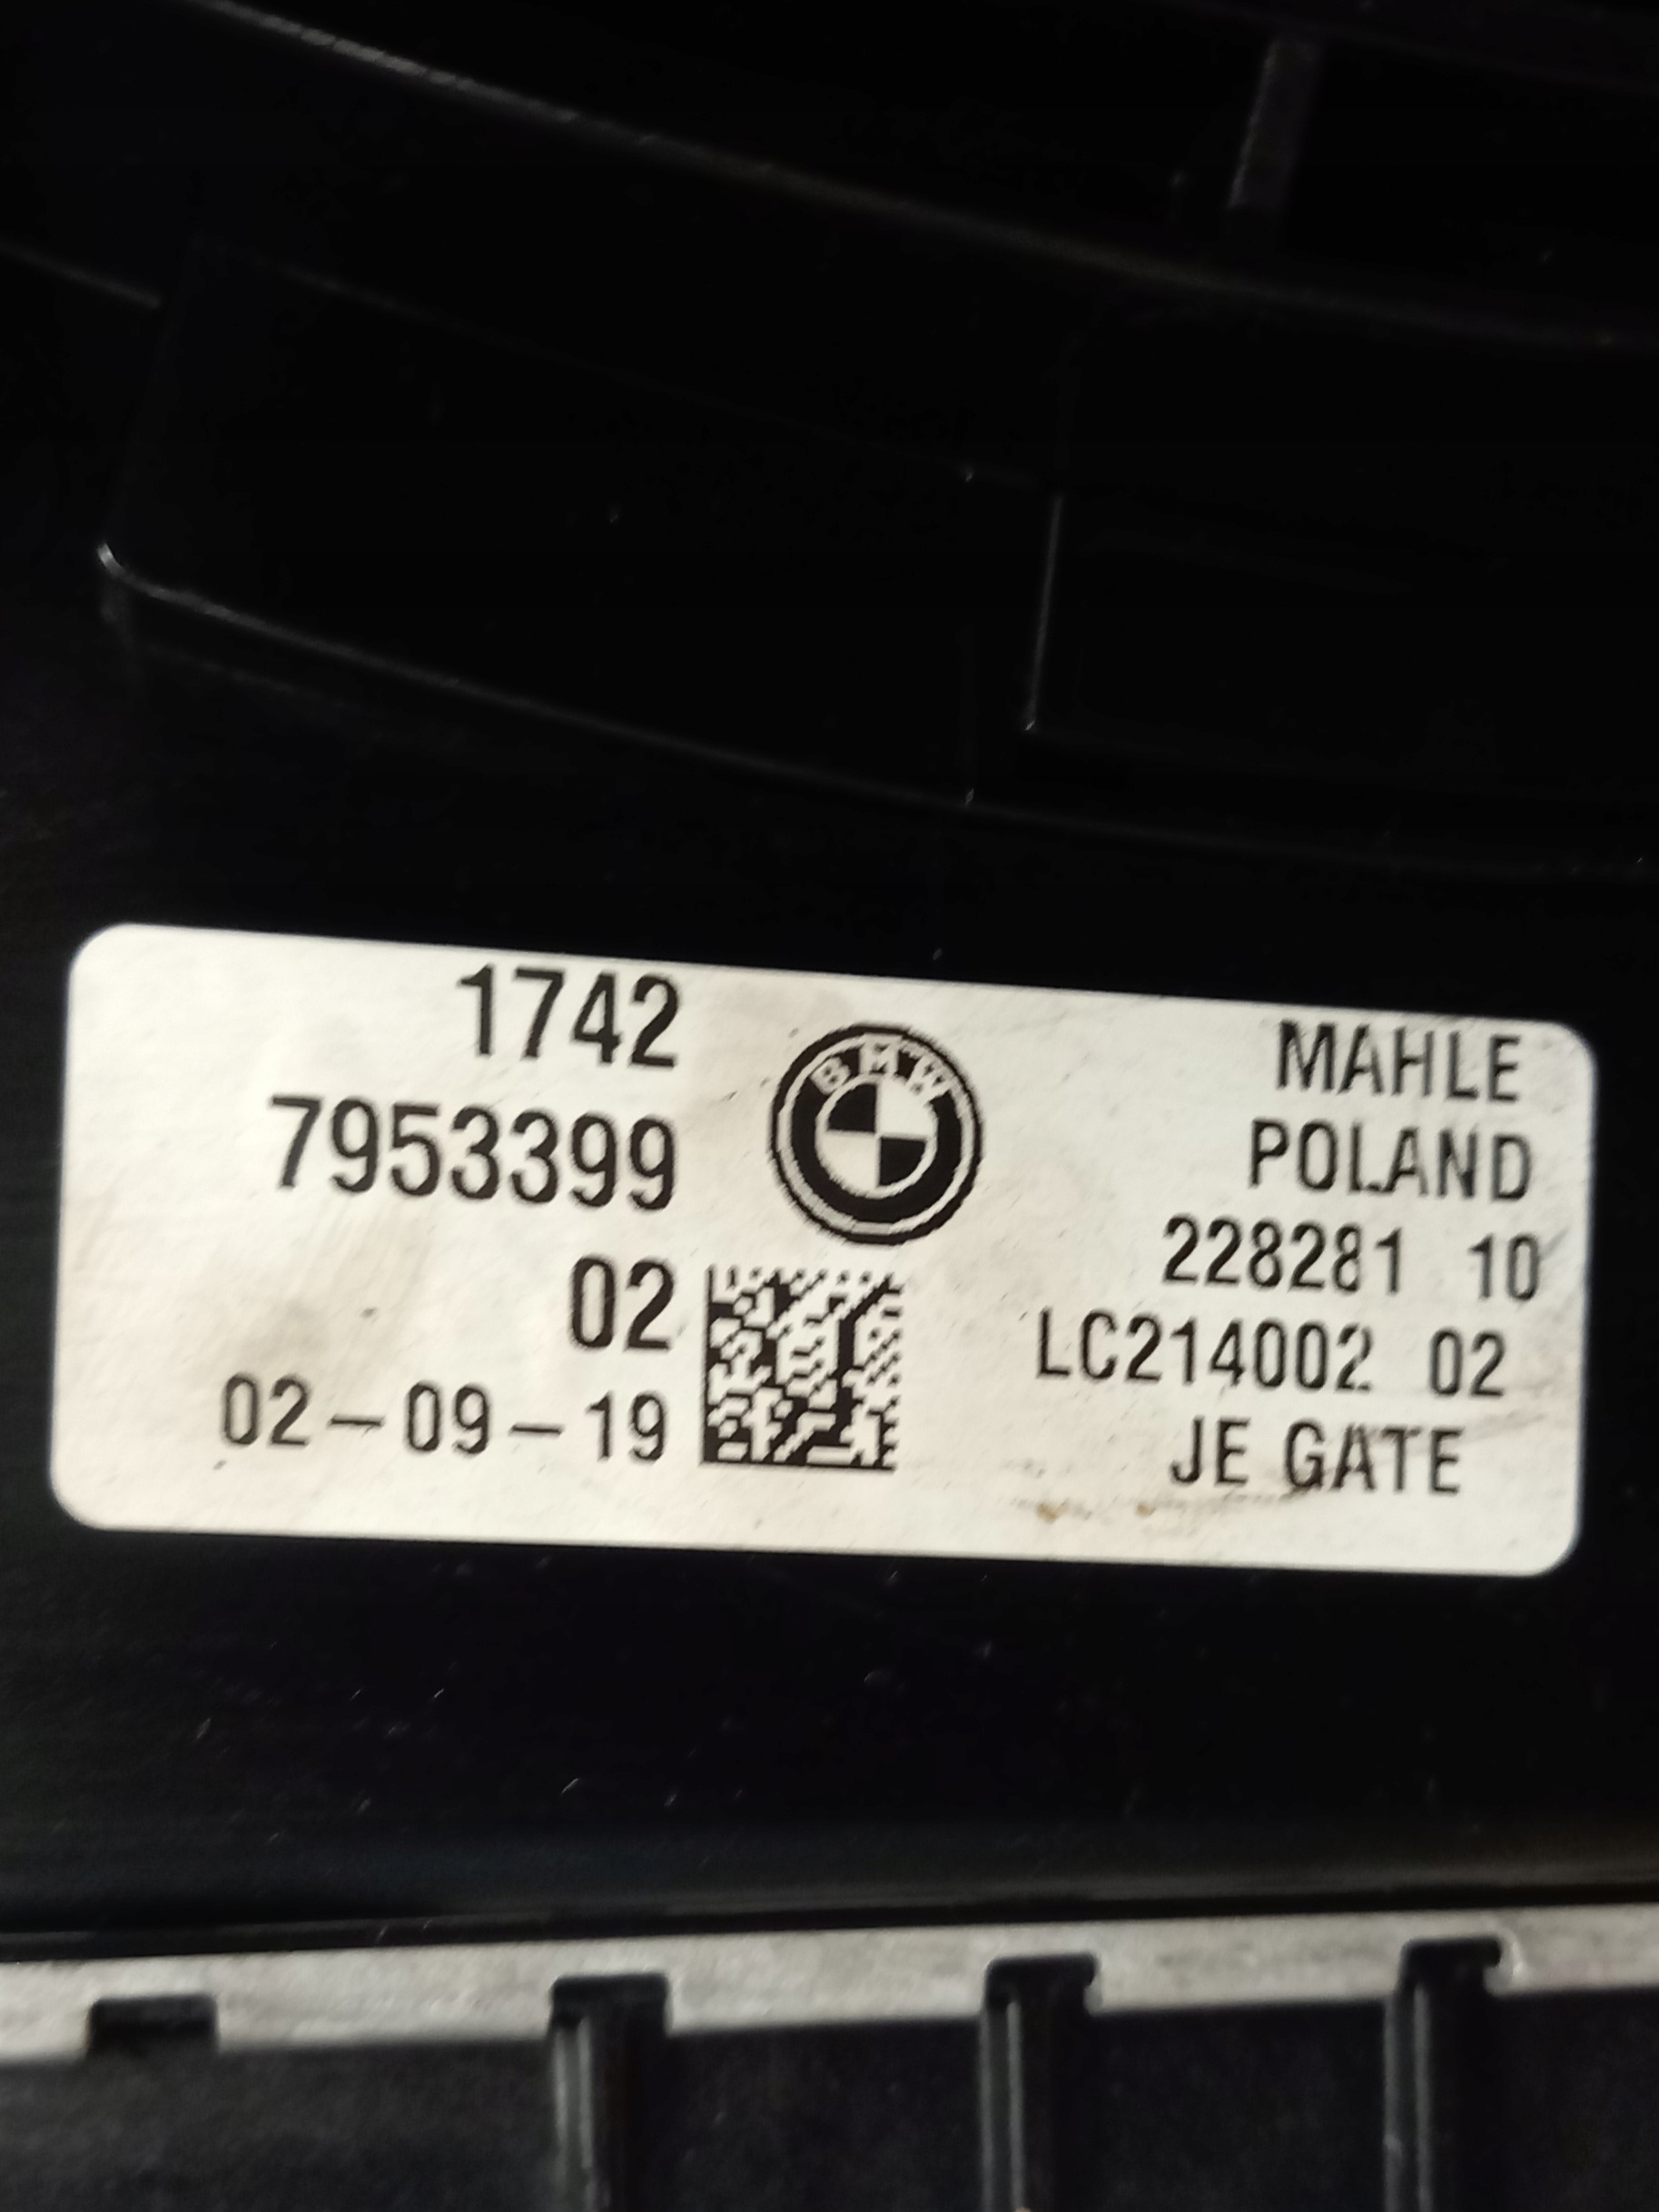 1742
7953399
02
02-09-19
BMW
MAHLE
POLAND
228281 10
LC214002 02
JE GATE